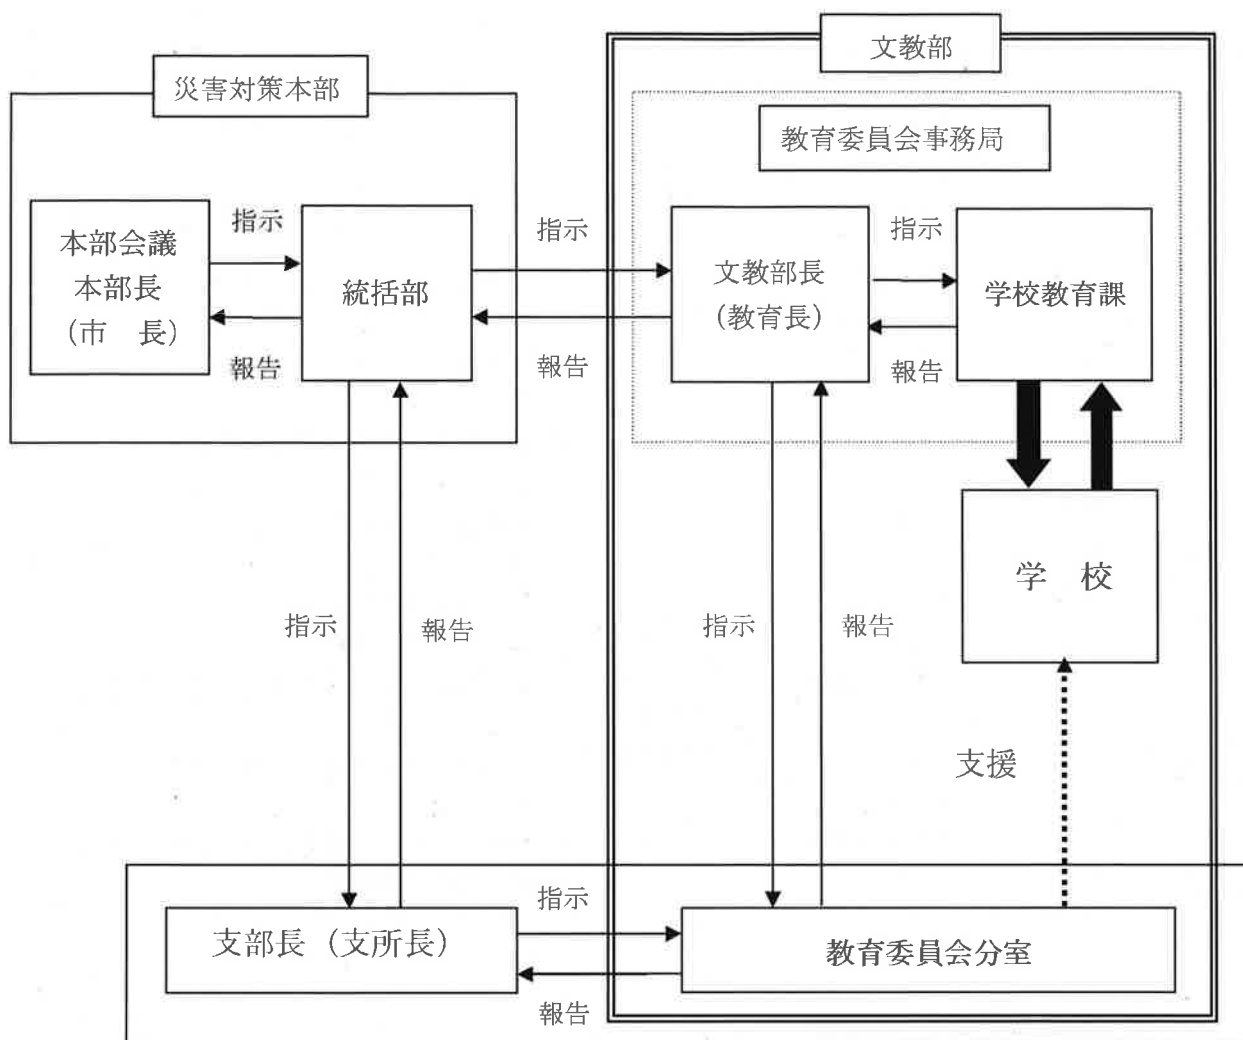 文教部
災害対策本部
教育委員会事務局
本部会議
本部長
（市　長）
指示
報告
統括部
指示
報告
文教部長
（教育長）
指示
報告
学校教育課
学　校
指示
報告
指示
報告
支援
支部長（支所長）
指示
報告
教育委員会分室